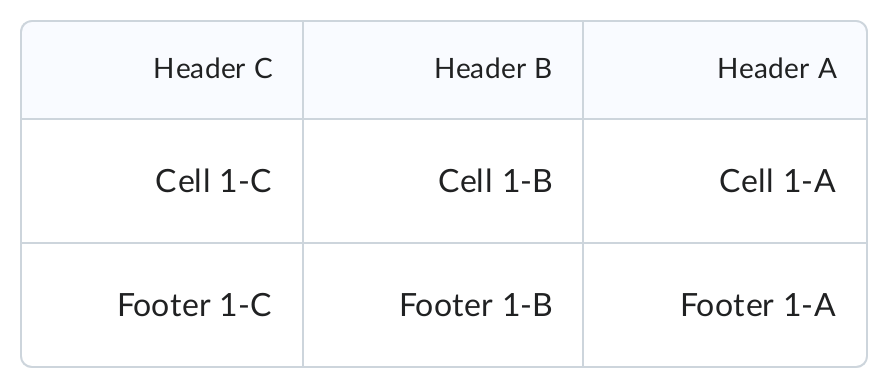 Header C Header B Header A
Cell 1-C Cell 1-B Cell 1-A
Footer 1-C Footer 1-B Footer 1-A